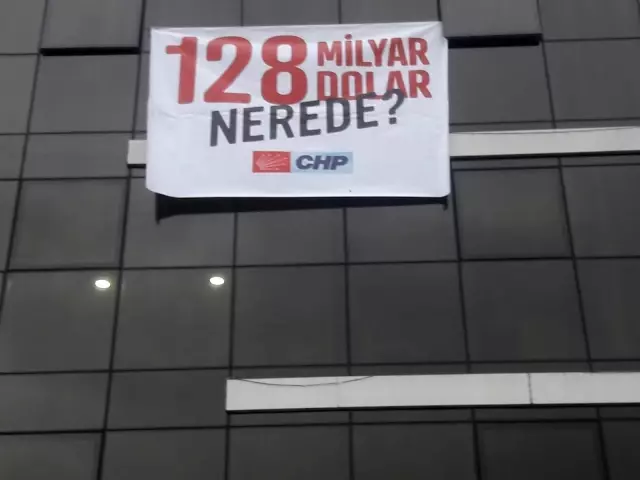 128 MİLYAR
DOLAR
NEREDE?
CHP